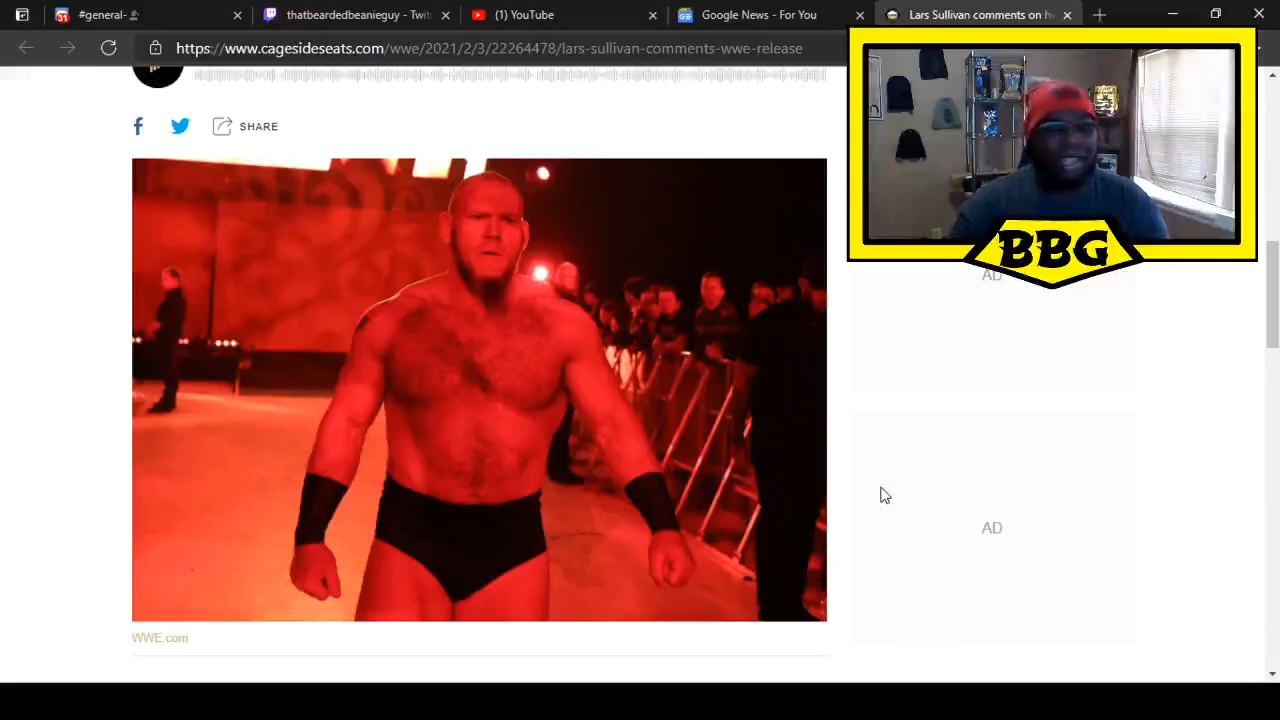 #general-
thatbeardedbeanieguy - Twit
(1) YouTube
Google News - For You
Lars Sullivan comments on h
https://www.cagesideseats.com/wwe/2021/2/3/22264478/lars-sullivan-comments-wwe-release
SHARE
BBG
AD
AD
WWE.com